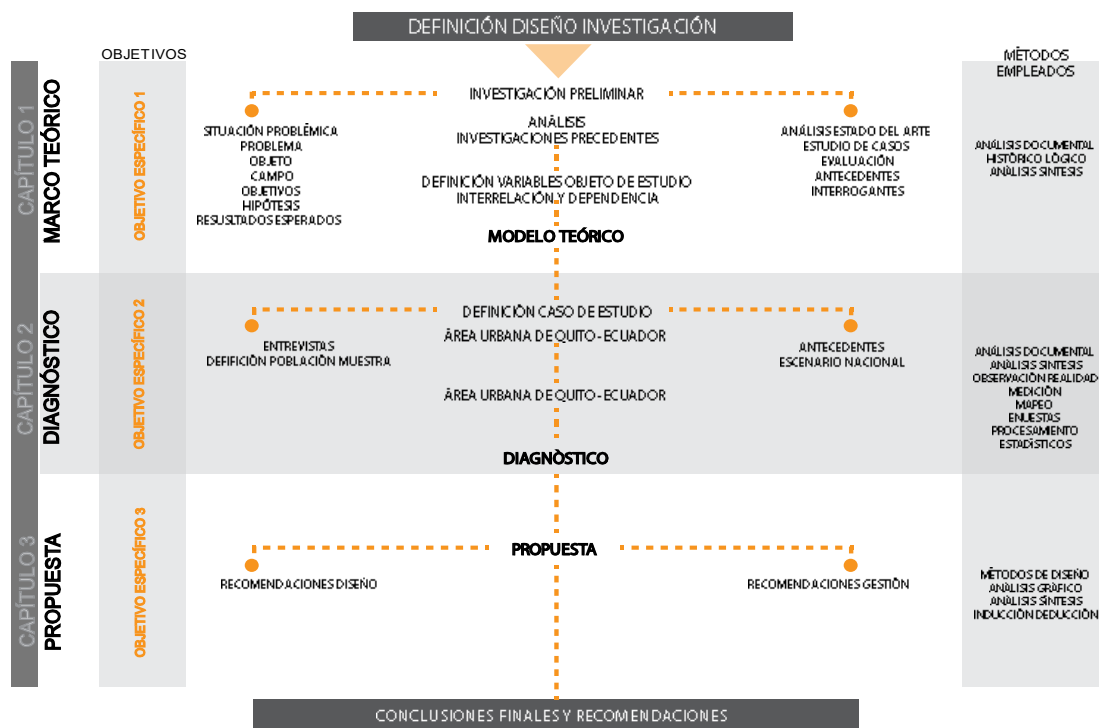 DEFINICIÓN DISEÑO INVESTIGACIÓN
OBJETIVOS
MÉTODOS
EMPLEADOS
CAPÍTULO 1
MARCO TEÓRICO
OBJETIVO ESPECÍFICO 1
INVESTIGACIÓN PRELIMINAR
SITUACIÓN PROBLÉMICA
PROBLEMA
OBJETO
CAMPO
OBJETIVOS
HIPÓTESIS
RESUSLTADOS ESPERADOS
ANÁLISIS
INVESTIGACIONES PRECEDENTES
DEFINICIÓN VARIABLES OBJETO DE ESTUDIO
INTERRELACIÓN Y DEPENDENCIA
MODELO TEÓRICO
ANÁLISIS ESTADO DEL ARTE
ESTUDIO DE CASOS
EVALUACIÓN
ANTECEDENTES
INTERROGANTES
ANÁLISIS DOCUMENTAL
HISTÓRICO LÓGICO
ANÁLISIS SINTESIS
CAPÍTULO 2
DIAGNÓSTICO
OBJETIVO ESPECÍFICO 2
DEFINICIÓN CASO DE ESTUDIO
ÁREA URBANA DE QUITO - ECUADOR
ENTREVISTAS
DEFIFICIÓN POBLACIÓN MUESTRA
ÁREA URBANA DE QUITO - ECUADOR
DIAGNÒSTICO
ANTECEDENTES
ESCENARIO NACIONAL
ANÁLISIS DOCUMENTAL
ANÁLISIS SINTESIS
OBSERVACIÓN REALIDAD
MEDICIÓN
MAPEO
ENUESTAS
PROCESAMIENTO
ESTADÍSTICOS
CAPÍTULO 3
PROPUESTA
OBJETIVO ESPECÍFICO 3
PROPUESTA
RECOMENDACIONES DISEÑO
RECOMENDACIONES GESTIÓN
MÉTODOS DE DISEÑO
ANÁLISIS GRÁFICO
ANÁLISIS SÍNTESIS
INDUCCIÓN DEDUCCIÓN
CONCLUSIONES FINALES Y RECOMENDACIONES